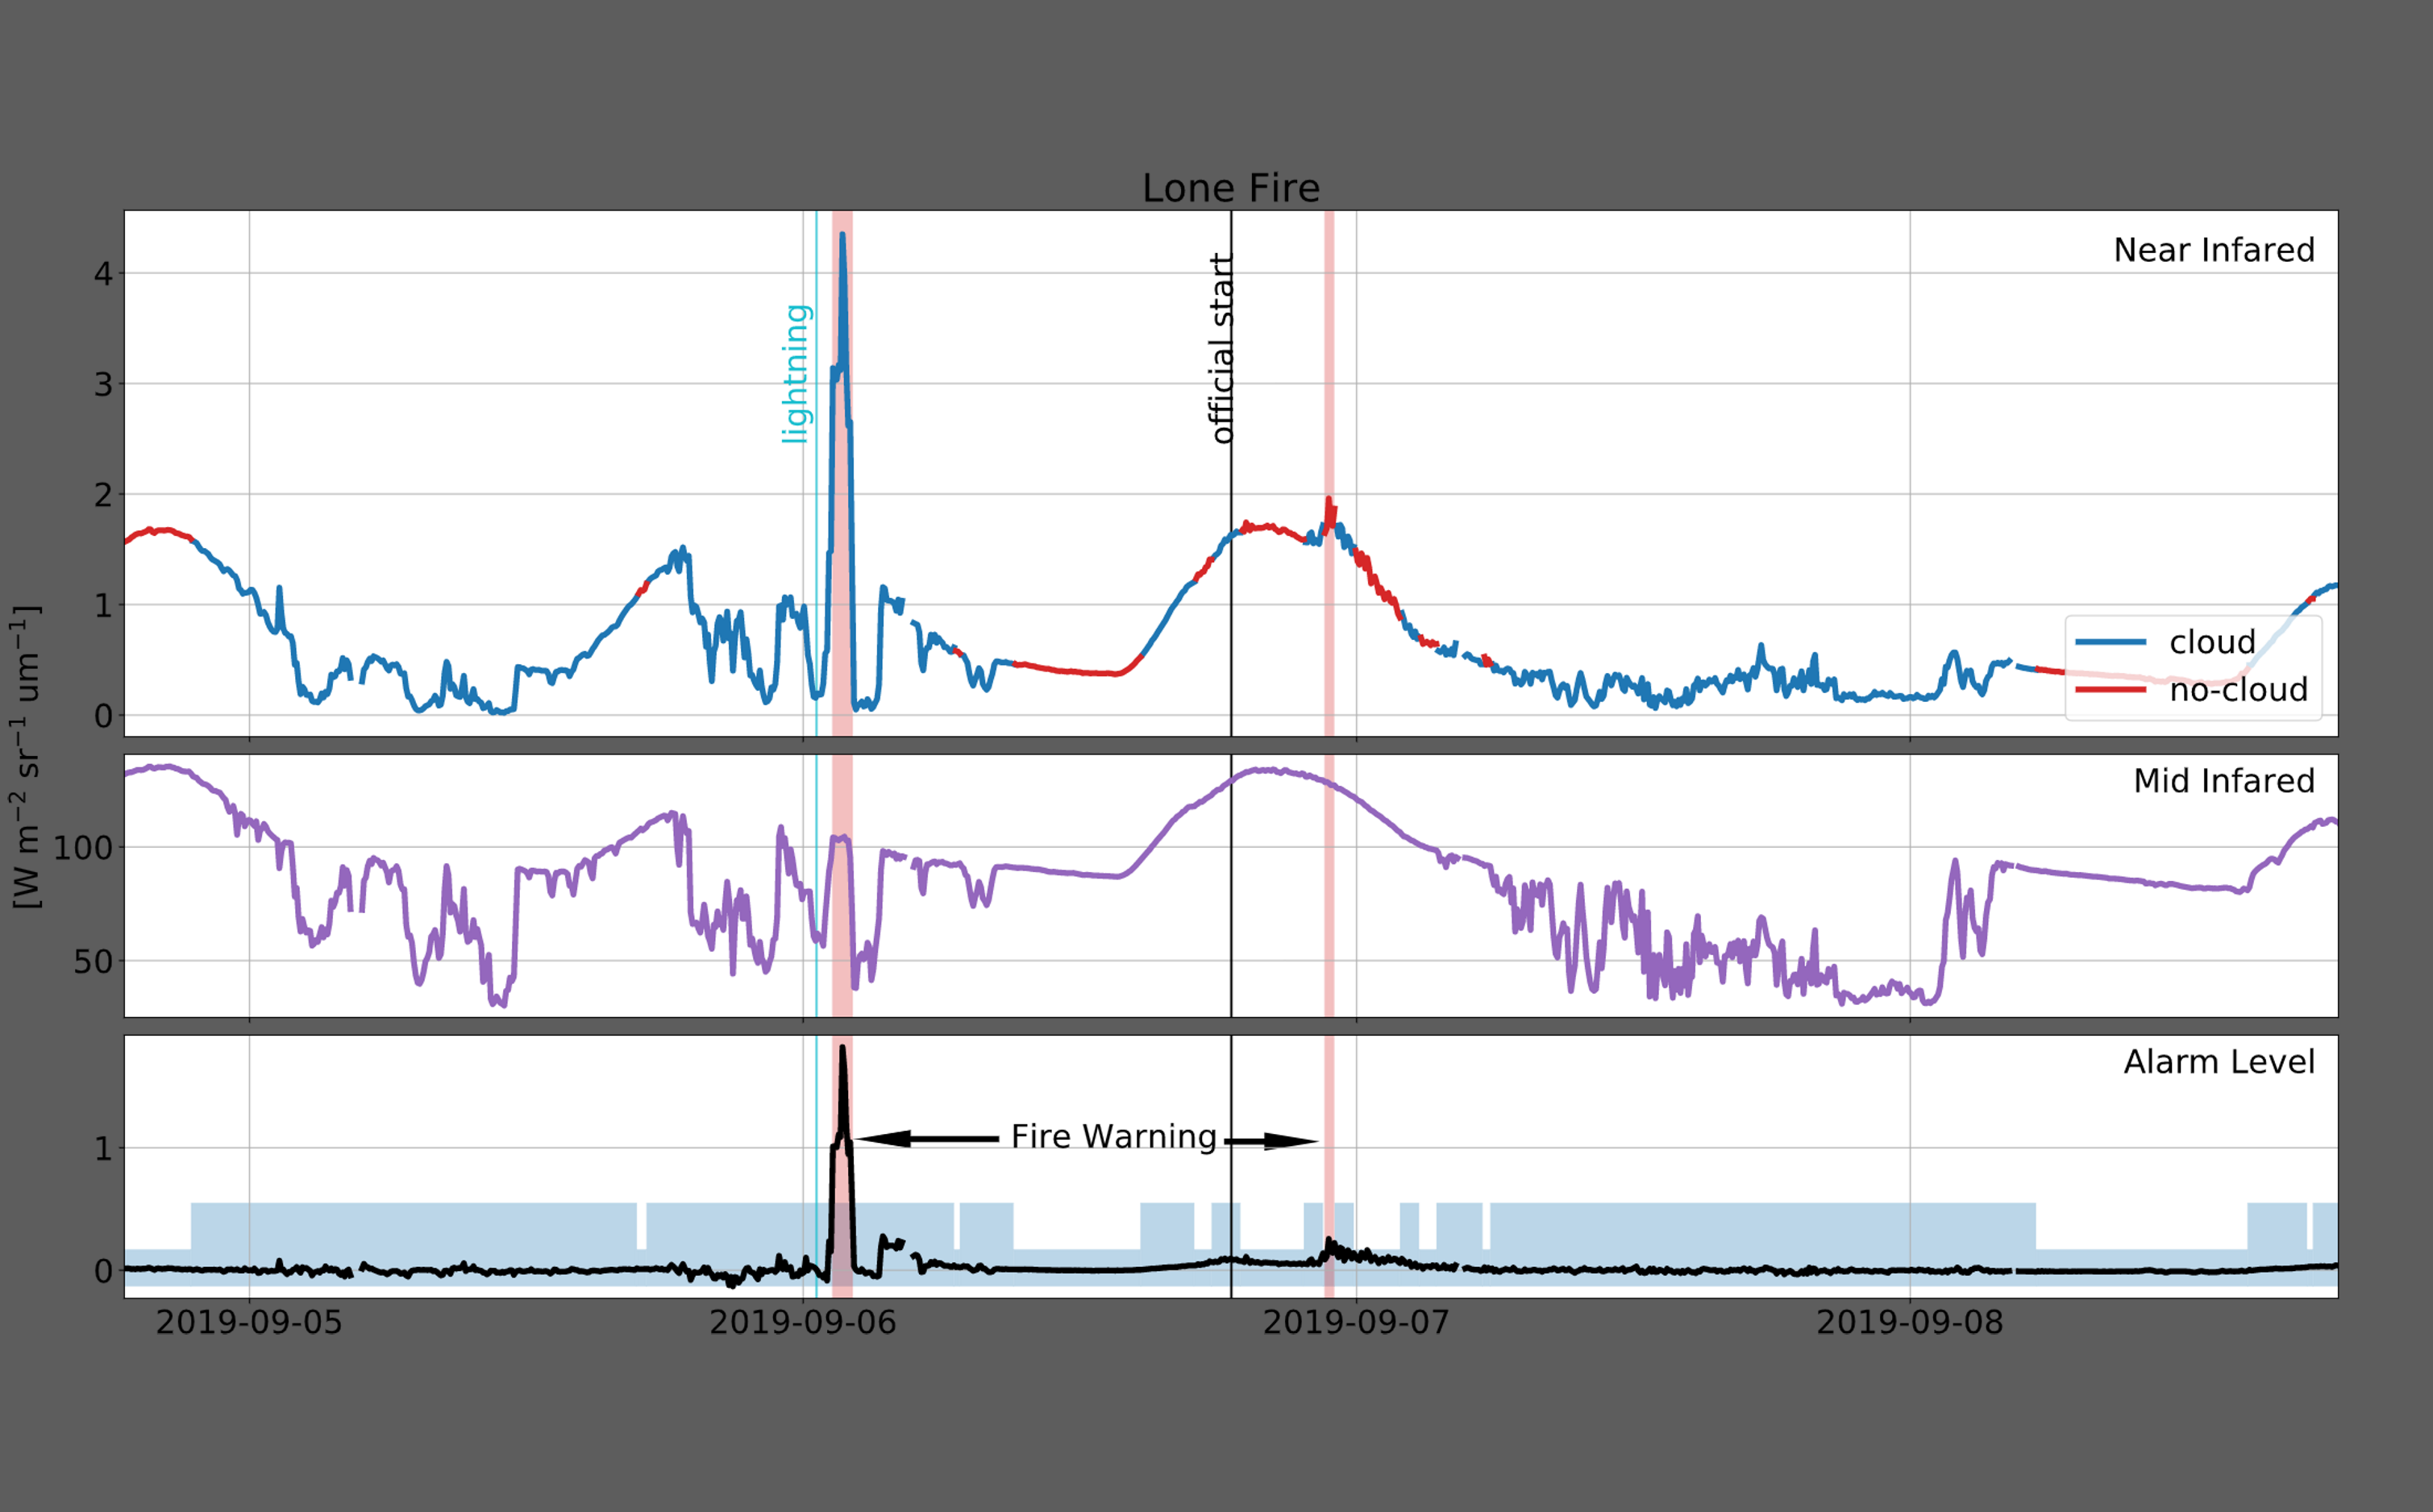 Lone Fire
Near Infared
4
3
2
1
0
lightning
official start
cloud
no-cloud
[W m⁻² sr⁻¹ um⁻¹]
Mid Infared
100
50
Alarm Level
Fire Warning
1
0
2019-09-05
2019-09-06
2019-09-07
2019-09-08